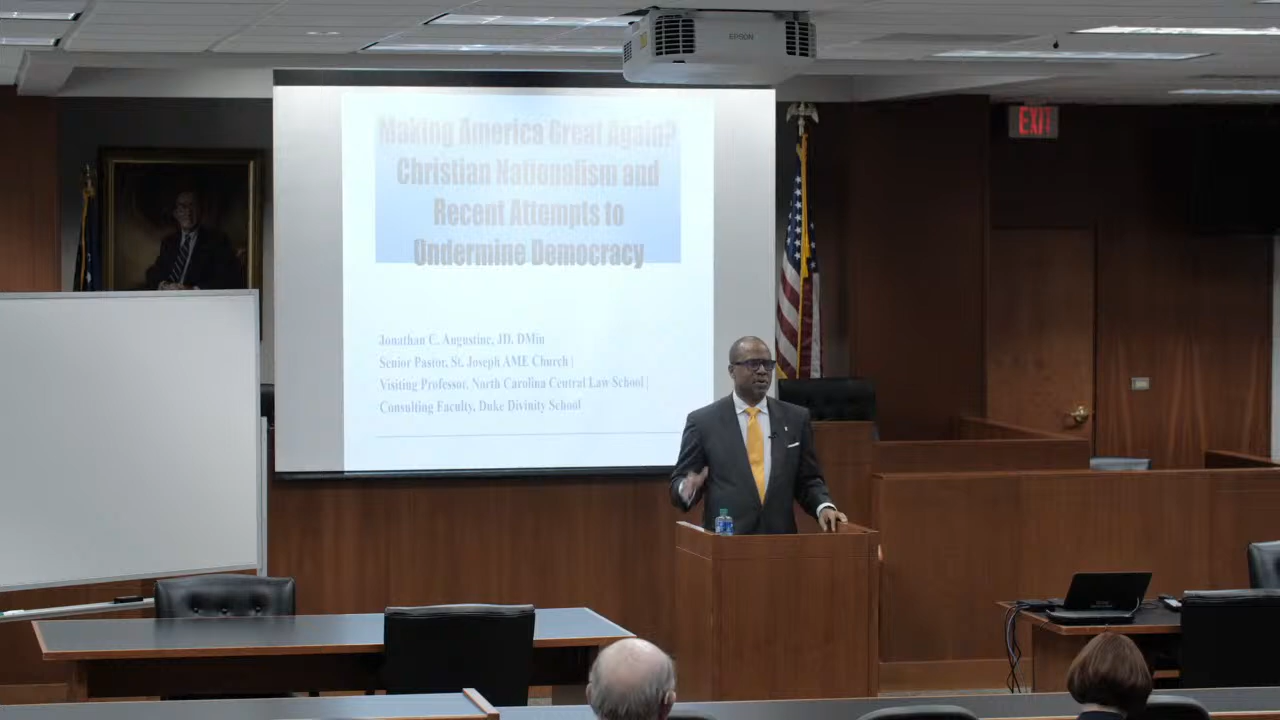 EPSON
EXIT
Making America Great Again?
Christian Nationalism and
Recent Attempts to
Undermine Democracy
Jonathan C. Augustine, JD, DMin
Senior Pastor, St. Joseph AME Church |
Visiting Professor, North Carolina Central Law School |
Consulting Faculty, Duke Divinity School